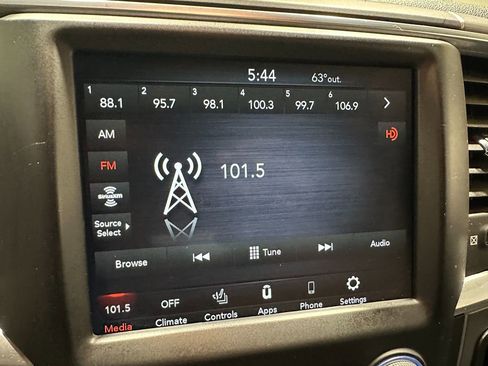 5:44 63° out.
1 88.1 2 95.7 3 98.1 4 100.3 5 99.7 6 106.9
AM
HD
FM
101.5
SIRIUSXM
Source
Select
Browse Tune Audio
101.5 OFF
Media Climate Controls Apps Phone Settings